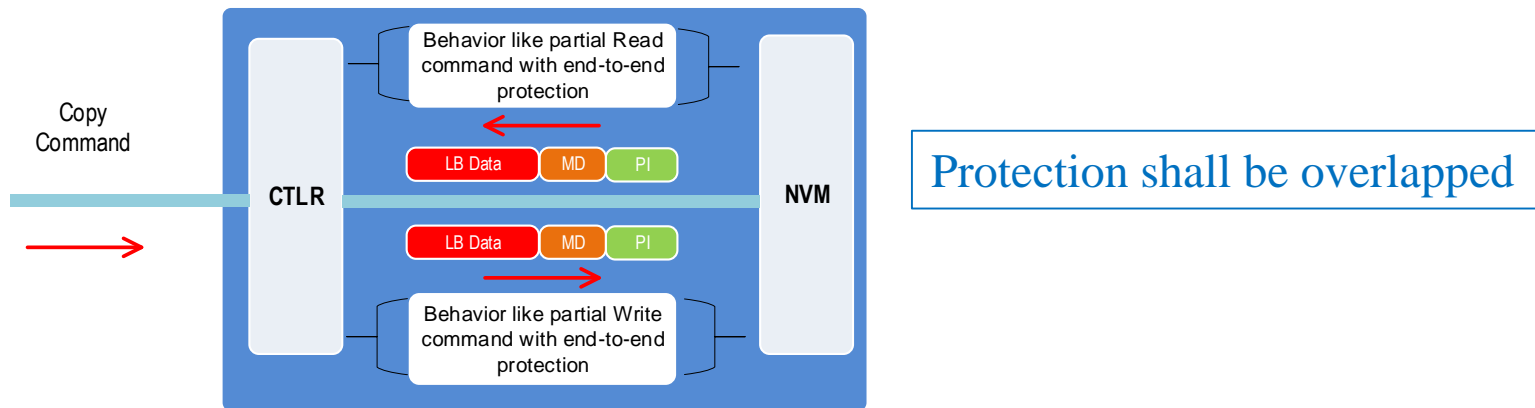 Behavior like partial Read
command with end-to-end
protection
Copy
Command
LB Data MD PI
CTLR
NVM
Protection shall be overlapped
LB Data MD PI
Behavior like partial Write
command with end-to-end
protection